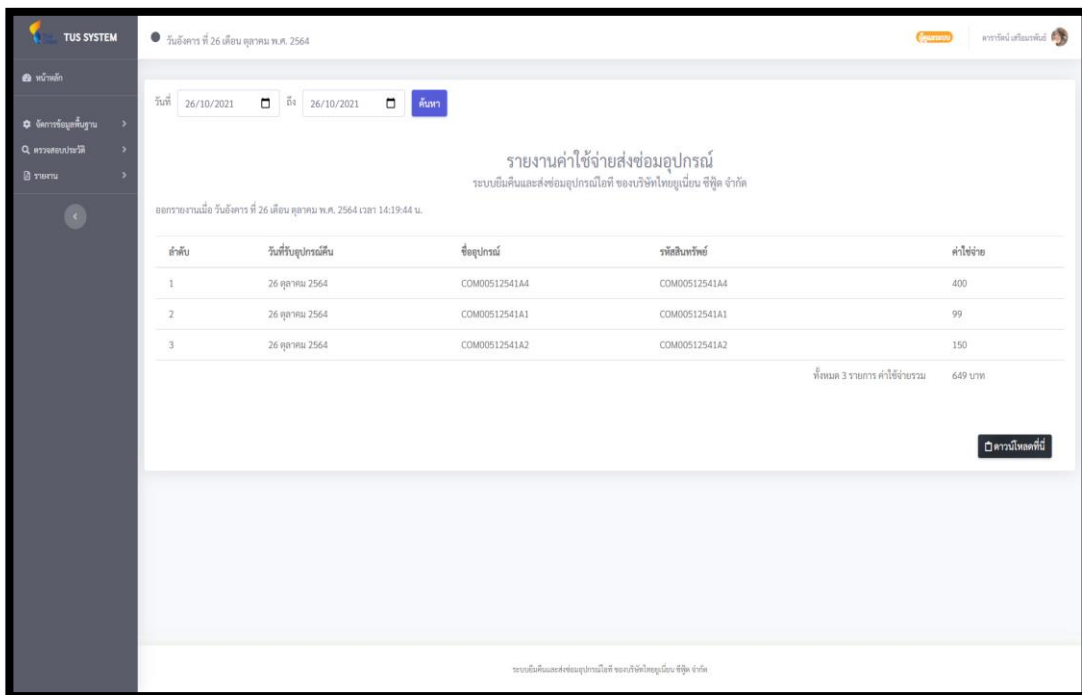 TUS SYSTEM
วันอังคาร ที่ 26 เดือน ตุลาคม พ.ศ. 2564
ผู้ดูแลระบบ
ดารารัตน์ เสรีอมรพันธ์
หน้าหลัก
จัดการข้อมูลพื้นฐาน
ตรวจสอบประวัติ
รายงาน
วันที่ 26/10/2021 ถึง 26/10/2021 ค้นหา
รายงานค่าใช้จ่ายส่งซ่อมอุปกรณ์
ระบบยืมคืนและส่งซ่อมอุปกรณ์ไอที ของบริษัทไทยยูเนี่ยน ซีฟู้ด จำกัด
ออกรายงานเมื่อ วันอังคาร ที่ 26 เดือน ตุลาคม พ.ศ. 2564 เวลา 14:19:44 น.
ลำดับ วันที่รับอุปกรณ์คืน ชื่ออุปกรณ์ รหัสสินทรัพย์ ค่าใช่จ่าย
1 26 ตุลาคม 2564 COM00512541A4 COM00512541A4 400
2 26 ตุลาคม 2564 COM00512541A1 COM00512541A1 99
3 26 ตุลาคม 2564 COM00512541A2 COM00512541A2 150
ทั้งหมด 3 รายการ ค่าใช้จ่ายรวม 649 บาท
ดาวน์โหลดที่นี่
ระบบยืมคืนและส่งซ่อมอุปกรณ์ไอที ของบริษัทไทยยูเนี่ยน ซีฟู้ด จำกัด